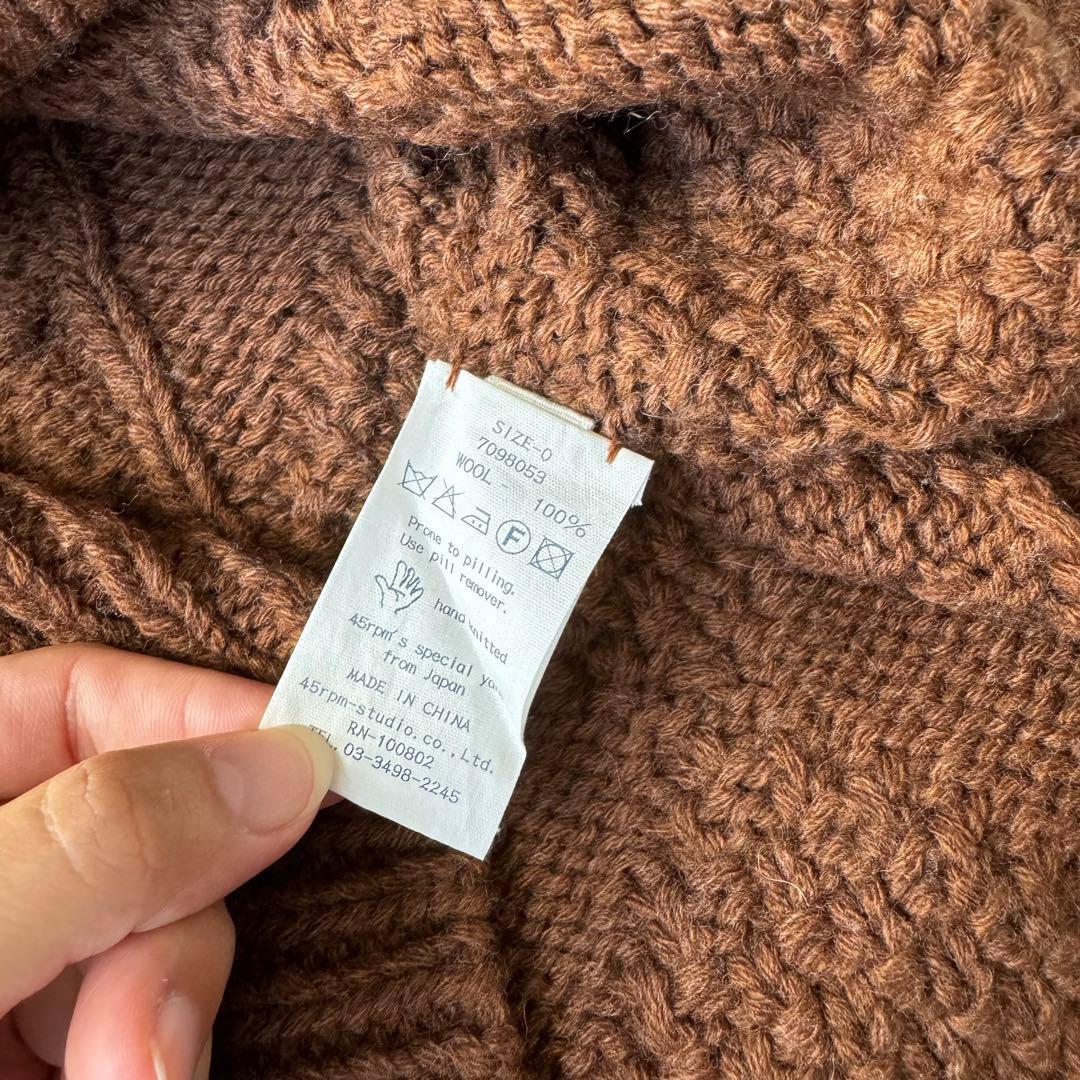 SIZE-0
7098053
WOOL - 100%
F
Prone to pilling.
Use pill remover.
hand knitted
45rpm's special
from Japan
MADE IN CHINA
45rpm-studio.co.,Ltd.
RN-100802
TEL. 03-3498-2245